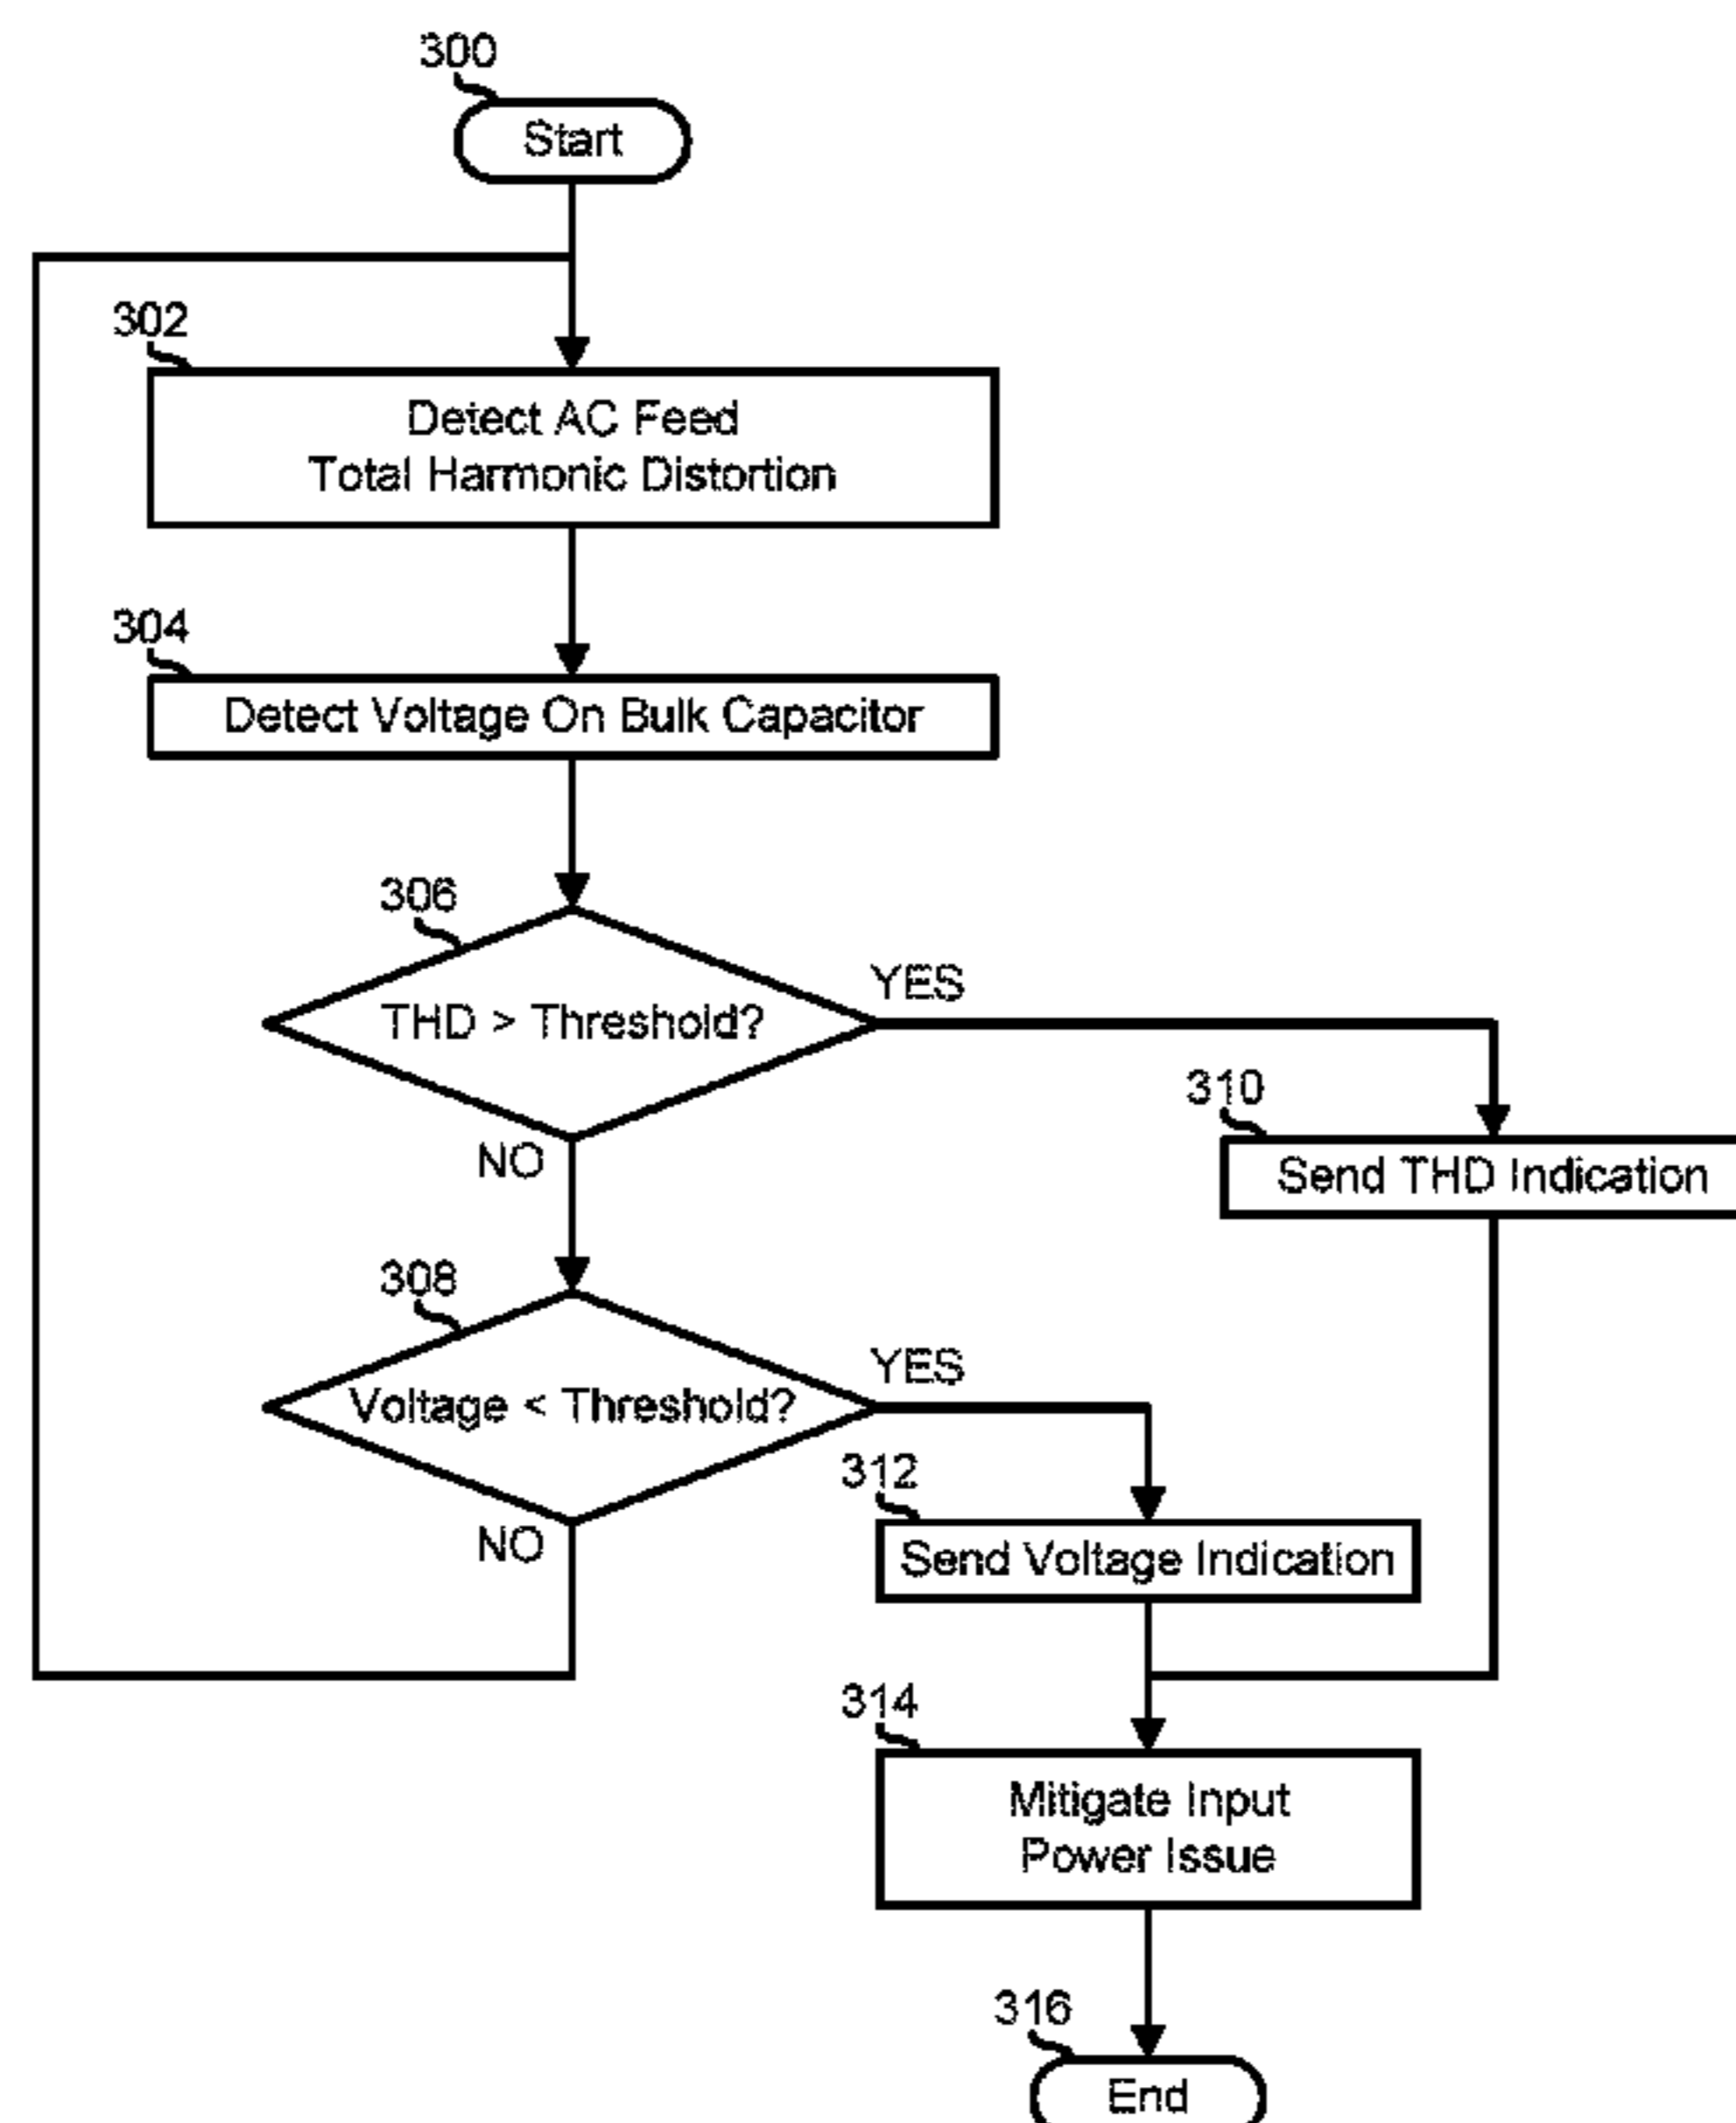 300
Start
302
Detect AC Feed
Total Harmonic Distortion
304
Detect Voltage On Bulk Capacitor
306
THD > Threshold?
YES
NO
310
Send THD Indication
308
Voltage < Threshold?
YES
NO
312
Send Voltage Indication
314
Mitigate Input
Power Issue
316
End